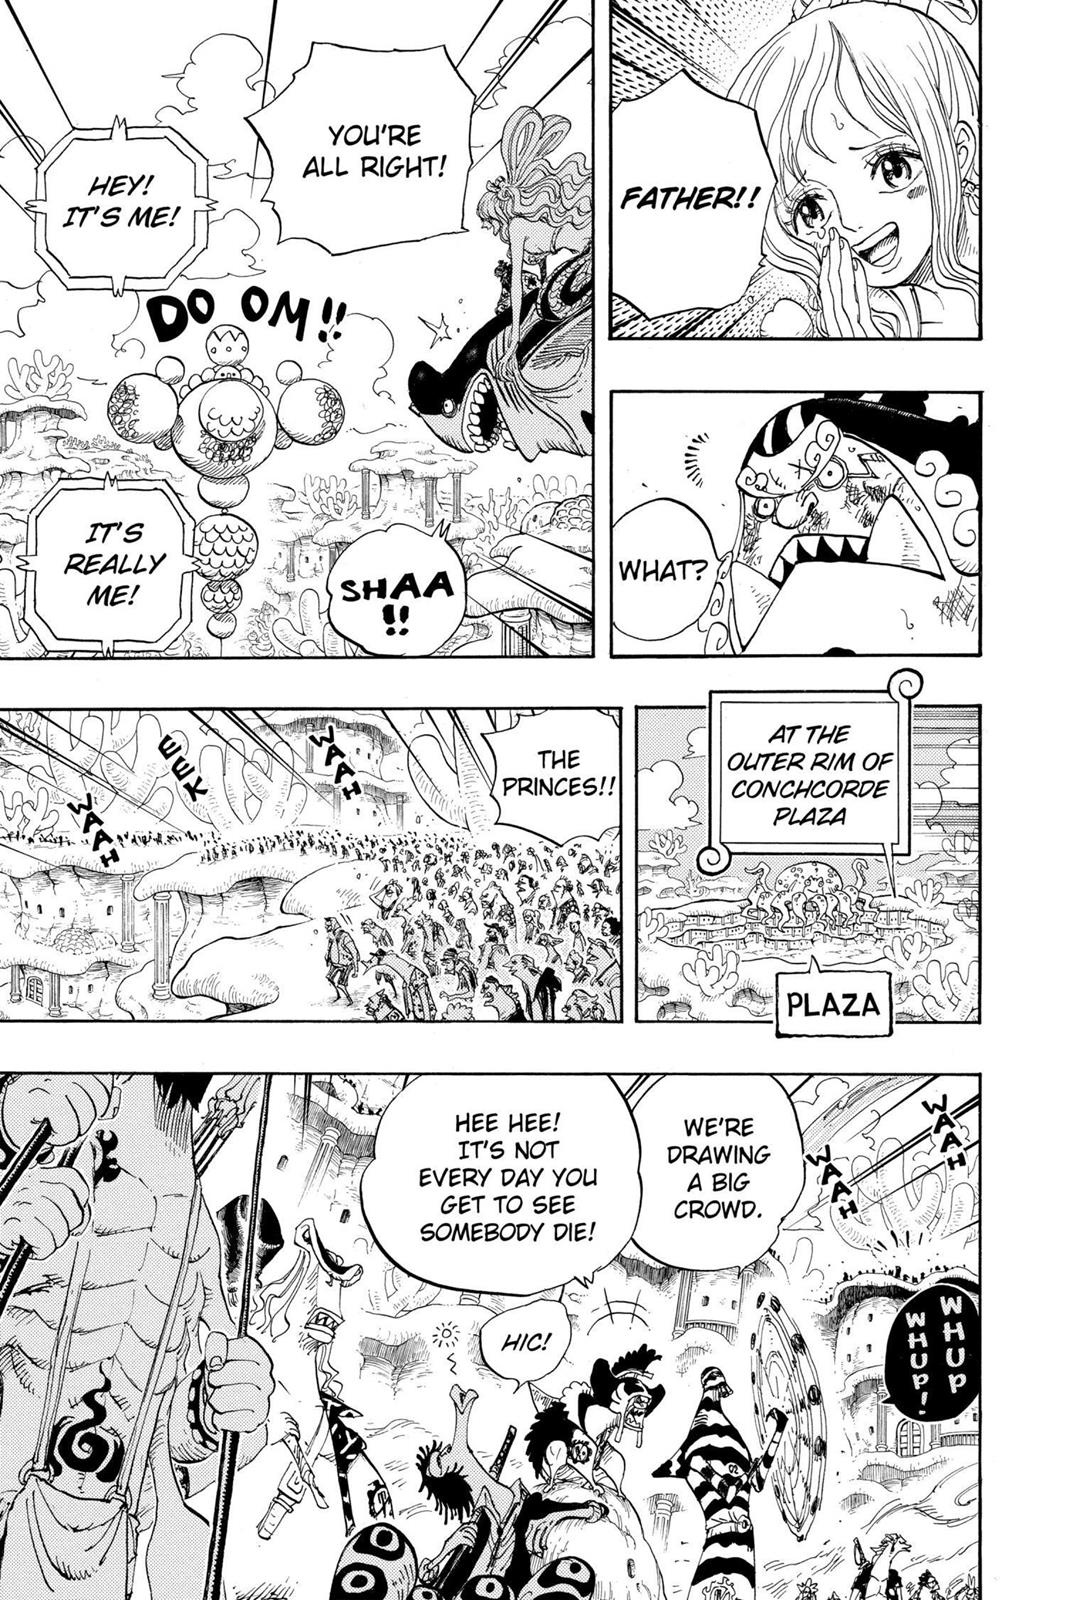 FATHER!!
YOU'RE
ALL RIGHT!
HEY!
IT'S ME!
DO OM!!
IT'S
REALLY
ME!
SHAA
!!
WHAT?
AT THE
OUTER RIM OF
CONCHCORDE
PLAZA
PLAZA
THE
PRINCES!!
WAAH
EEK
WAAH
WAAH
WAAH
WE'RE
DRAWING
A BIG
CROWD.
HEE HEE!
IT'S NOT
EVERY DAY YOU
GET TO SEE
SOMEBODY DIE!
HIC!
WHUP
WHUP!